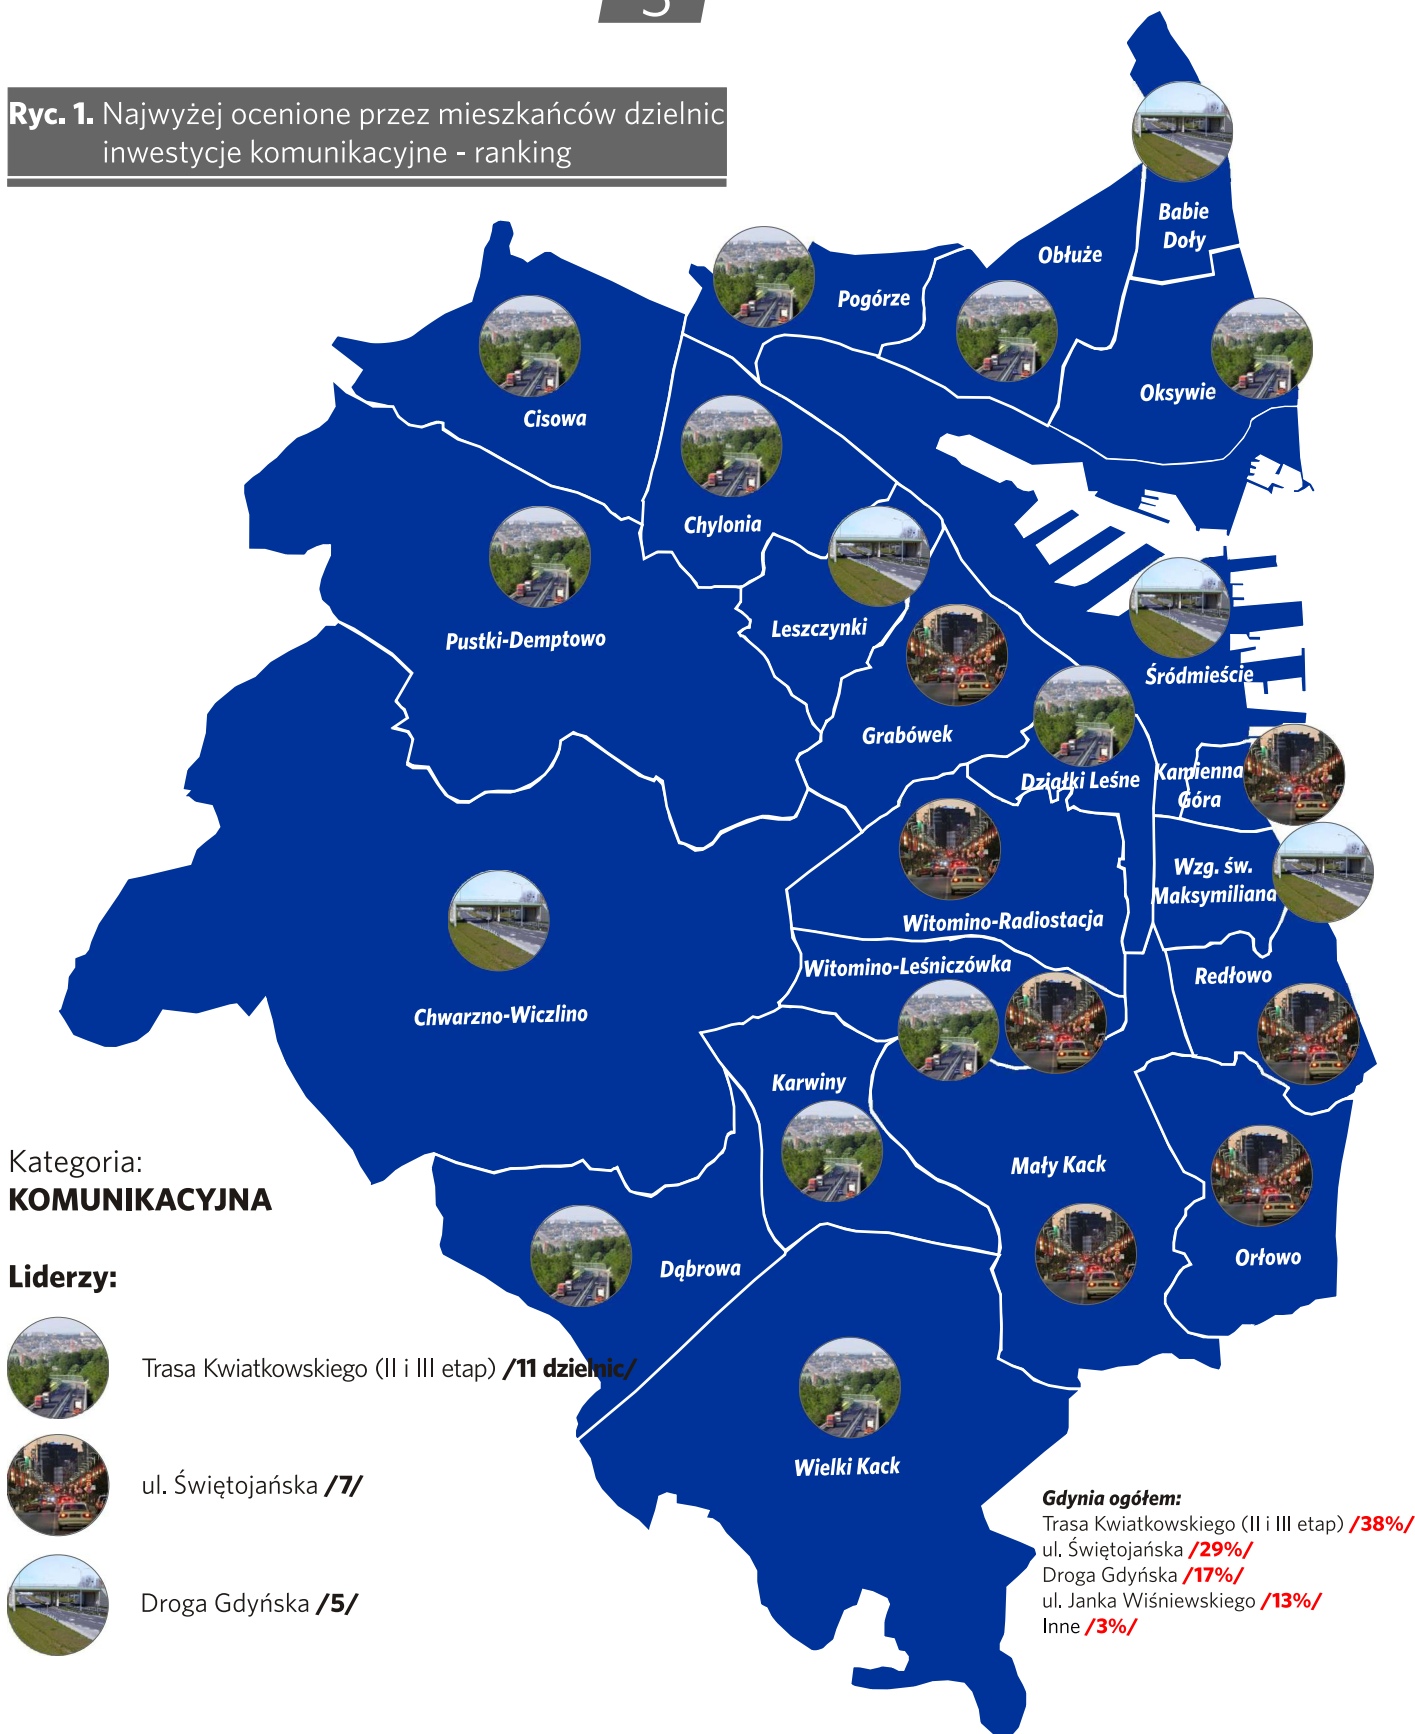 3
Ryc. 1. Najwyżej ocenione przez mieszkańców dzielnic
inwestycje komunikacyjne - ranking
Babie
Doły
Obłuże
Pogórze
Oksywie
Cisowa
Chylonia
Leszczynki
Pustki-Demptowo
Śródmieście
Grabówek
Działki Leśne
Kamienna
Góra
Wzg. św.
Maksymiliana
Witomino-Radiostacja
Witomino-Leśniczówka
Redłowo
Chwarzno-Wiczlino
Karwiny
Mały Kack
Orłowo
Dąbrowa
Wielki Kack
Kategoria:
KOMUNIKACYJNA
Liderzy:
Trasa Kwiatkowskiego (II i III etap) /11 dzielnic/
ul. Świętojańska /7/
Droga Gdyńska /5/
Gdynia ogółem:
Trasa Kwiatkowskiego (II i III etap) /38%/
ul. Świętojańska /29%/
Droga Gdyńska /17%/
ul. Janka Wiśniewskiego /13%/
Inne /3%/